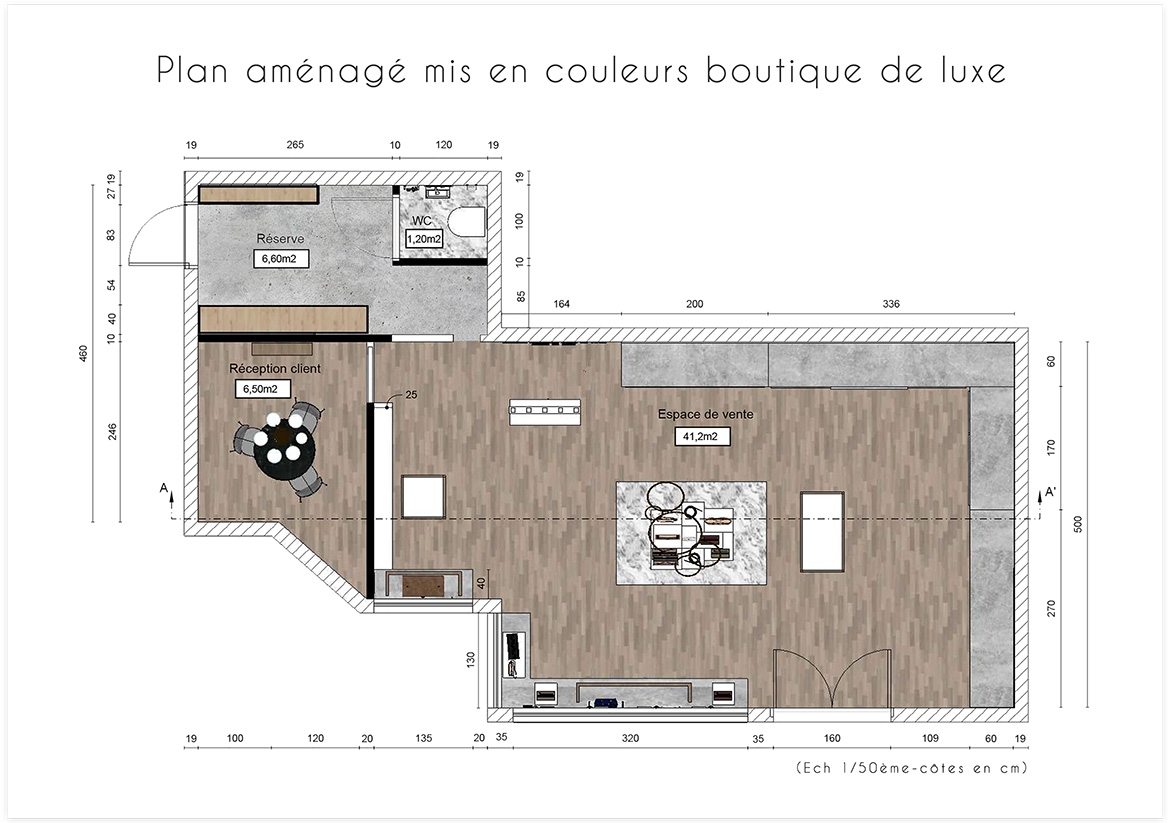 Plan aménagé mis en couleurs boutique de luxe
19 265 10 120 19
19
27
83
54
40
10
460
246
19
100
10
85
WC
1,20m2
Réserve
6,60m2
164 200 336
Réception client
6,50m2
25
Espace de vente
41,2m2
60
170
270
500
A
A'
40
130
19 100 120 20 135 20 35 320 35 160 109 60 19
(Ech 1/50ème-côtes en cm)